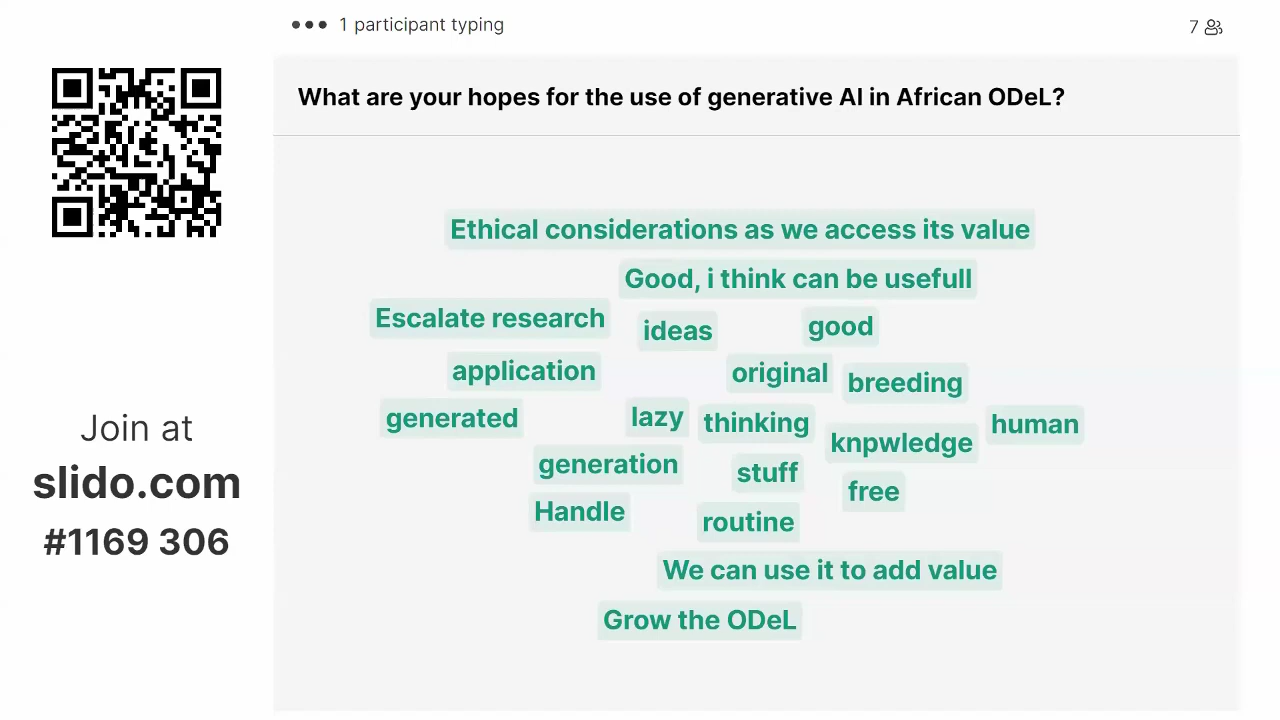 1 participant typing
7
What are your hopes for the use of generative AI in African ODeL?
Ethical considerations as we access its value
Good, i think can be usefull
Escalate research
ideas
good
application
original
breeding
generated
lazy
thinking
knpwledge
human
generation
stuff
free
Handle
routine
We can use it to add value
Grow the ODeL
Join at
slido.com
#1169 306